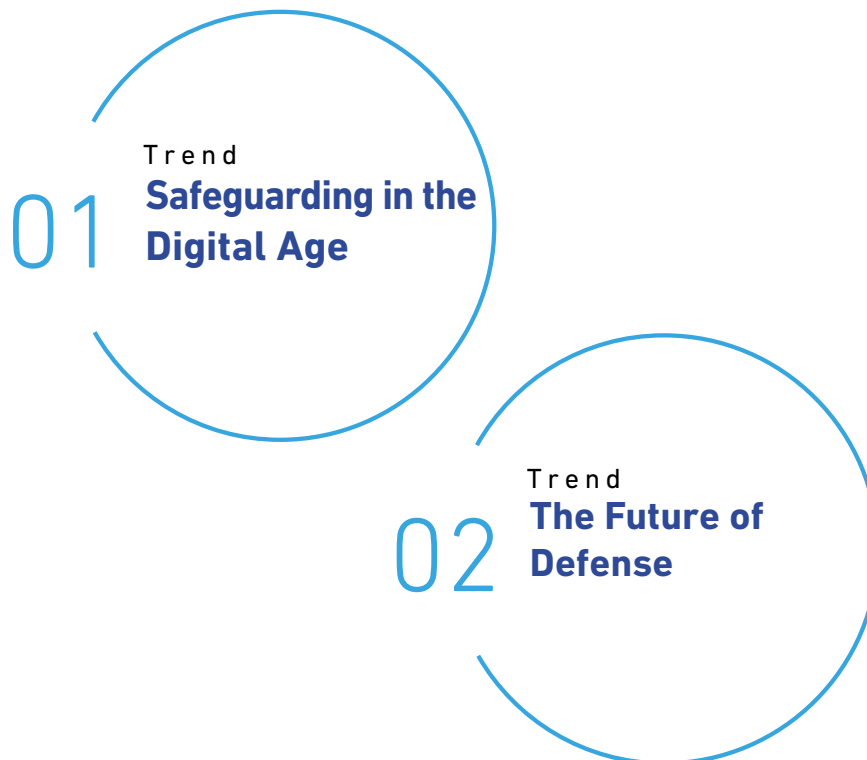 Trend
01
Safeguarding in the
Digital Age
Trend
02
The Future of
Defense